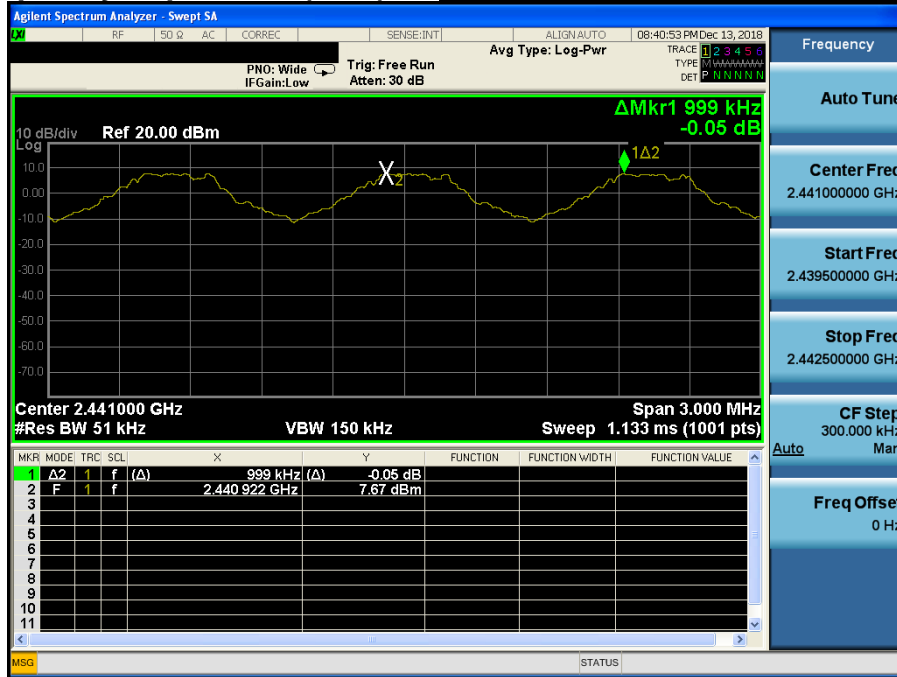 Agilent Spectrum Analyzer - Swept SA
LXI RF 50 Ω AC CORREC SENSE:INT ALIGN AUTO 08:40:53 PM Dec 13, 2018
Avg Type: Log-Pwr TRACE 1 2 3 4 5 6
PNO: Wide Trig: Free Run TYPE M WWWWW
IFGain:Low Atten: 30 dB DET P N N N N N
ΔMkr1 999 kHz
-0.05 dB
10 dB/div Ref 20.00 dBm
Log
1Δ2
10.0
X2
0.00
-10.0
-20.0
-30.0
-40.0
-50.0
-60.0
-70.0
Center 2.441000 GHz Span 3.000 MHz
#Res BW 51 kHz VBW 150 kHz Sweep 1.133 ms (1001 pts)
MKR MODE TRC SCL X Y FUNCTION FUNCTION WIDTH FUNCTION VALUE
1 Δ2 1 f (Δ) 999 kHz (Δ) -0.05 dB
2 F 1 f 2.440 922 GHz 7.67 dBm
3
4
5
6
7
8
9
10
11
MSG STATUS
Frequency
Auto Tune
Center Freq
2.441000000 GHz
Start Freq
2.439500000 GHz
Stop Freq
2.442500000 GHz
CF Step
300.000 kHz
Auto Man
Freq Offset
0 Hz